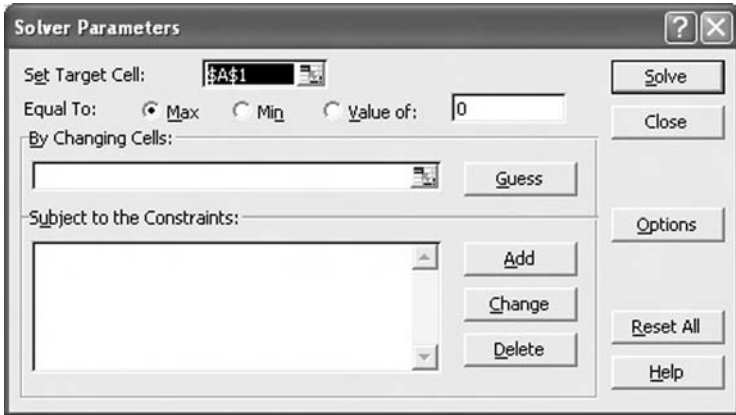 Solver Parameters
Set Target Cell: $A$1 Solve
Equal To: Max Min Value of: 0 Close
By Changing Cells:
Guess
Subject to the Constraints: Options
Add
Change
Reset All
Delete
Help